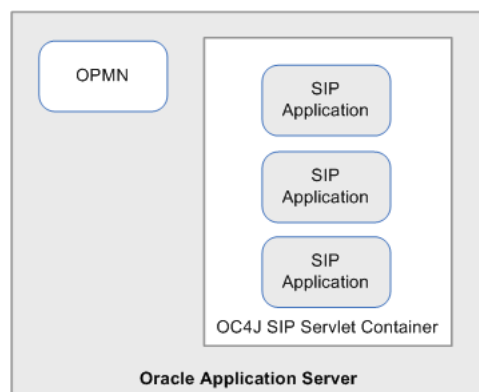 OPMN
SIP
Application
SIP
Application
SIP
Application
OC4J SIP Servlet Container
Oracle Application Server